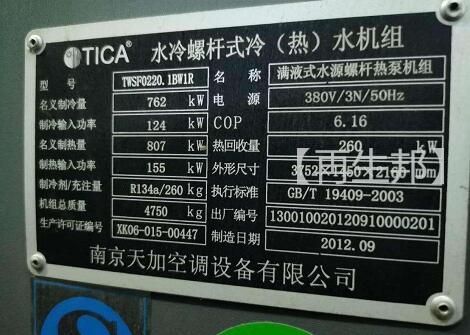 TICA 水冷螺杆式冷（热）水机组
型号 TWSF0220.1BW1R 名称 满液式水源螺杆热泵机组
名义制冷量 762 kW 电源 380V/3N/50Hz
制冷输入功率 124 kW COP 6.16
名义制热量 807 kW 热回收量 260 kW
制热输入功率 155 kW 外形尺寸 3752×1450×2160 mm
制冷剂/充注量 R134a/260 kg 执行标准 GB/T 19409-2003
机组总质量 4750 kg 出厂编号 130010020120910000201
生产许可证编号 XK06-015-00447 制造日期 2012.09
南京天加空调设备有限公司
【再生邦】